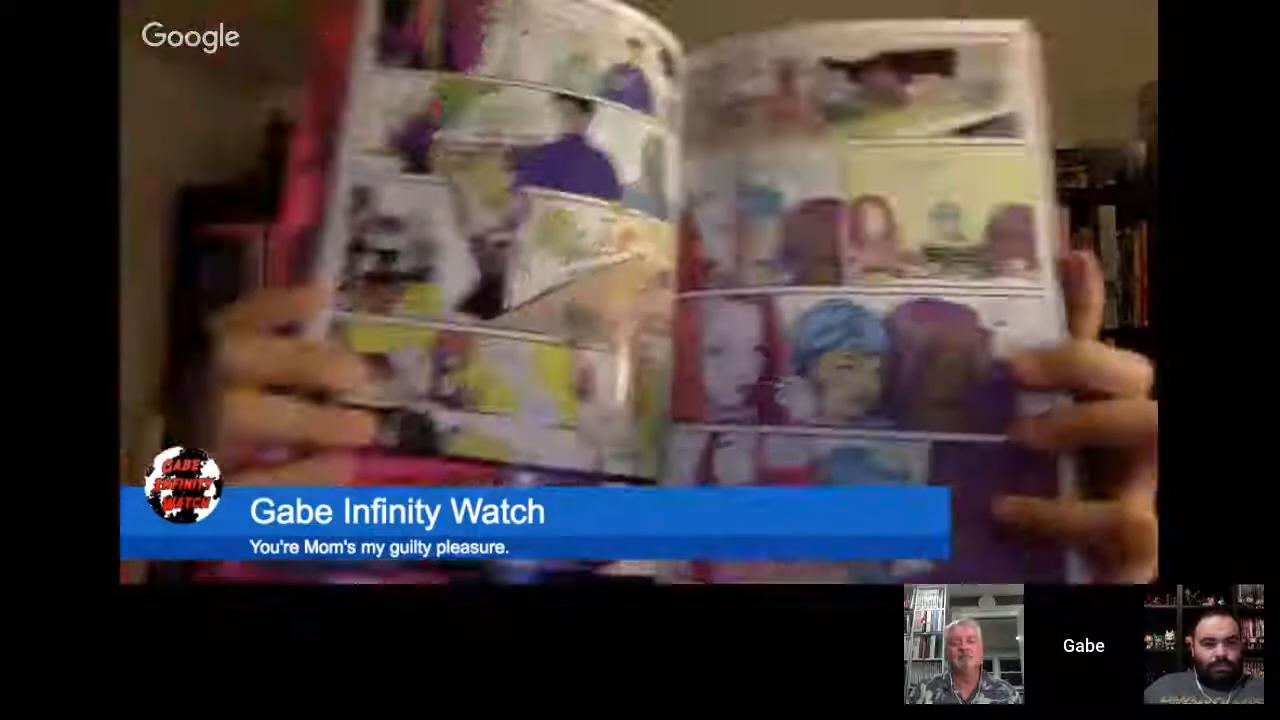 Google
GABE
INFINITY
WATCH
Gabe Infinity Watch
You're Mom's my guilty pleasure.
Gabe